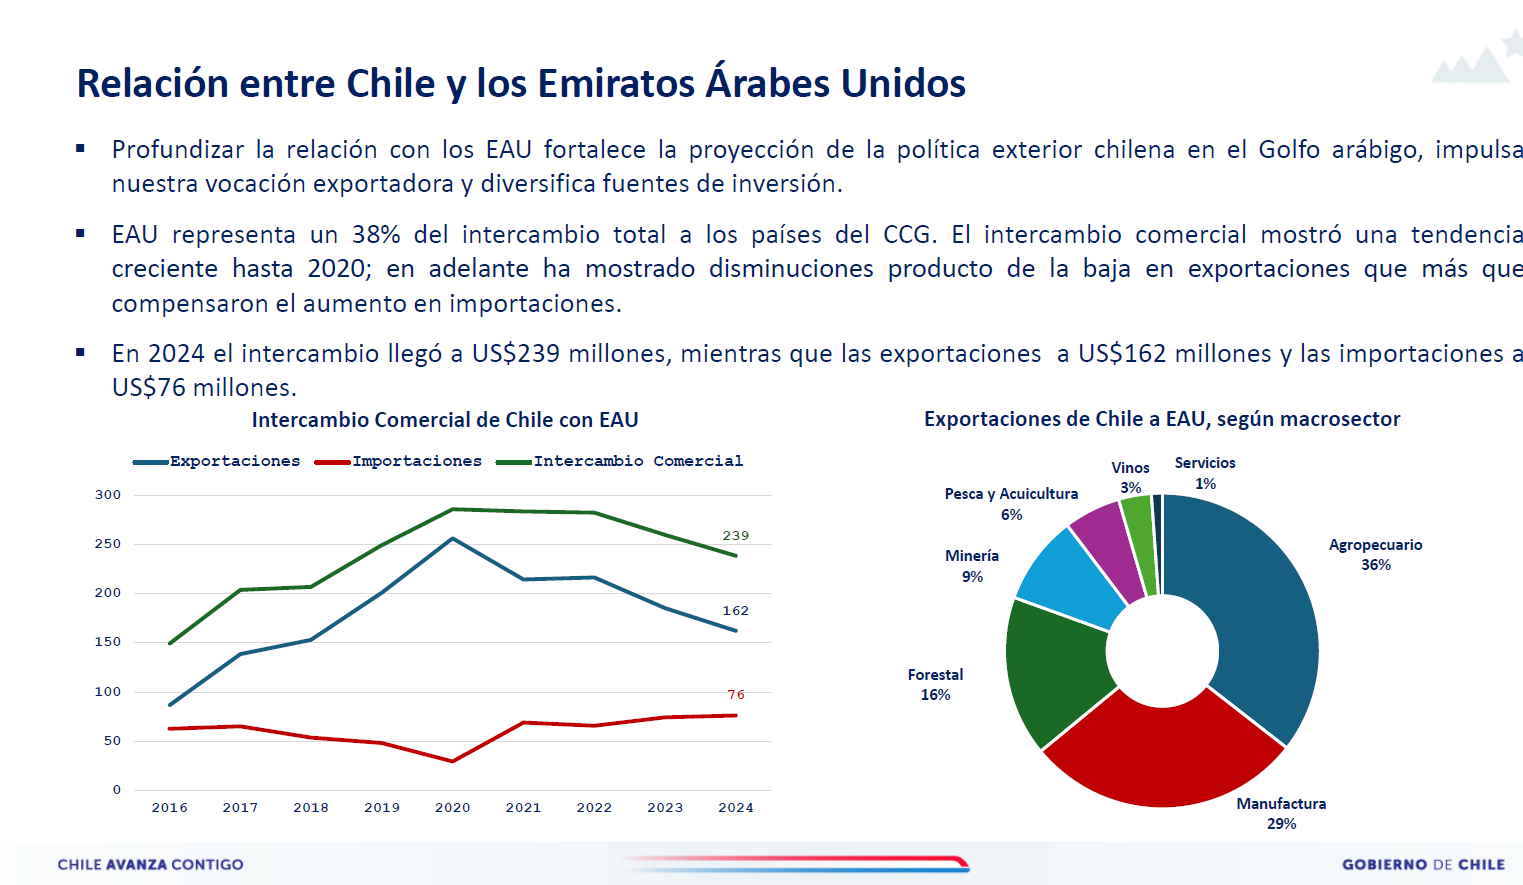 Relación entre Chile y los Emiratos Árabes Unidos
▪ Profundizar la relación con los EAU fortalece la proyección de la política exterior chilena en el Golfo arábigo, impulsa
nuestra vocación exportadora y diversifica fuentes de inversión.
▪ EAU representa un 38% del intercambio total a los países del CCG. El intercambio comercial mostró una tendencia
creciente hasta 2020; en adelante ha mostrado disminuciones producto de la baja en exportaciones que más que
compensaron el aumento en importaciones.
▪ En 2024 el intercambio llegó a US$239 millones, mientras que las exportaciones a US$162 millones y las importaciones a
US$76 millones.
Intercambio Comercial de Chile con EAU
Exportaciones Importaciones Intercambio Comercial
300
250
200
150
100
50
0
239
162
76
2016 2017 2018 2019 2020 2021 2022 2023 2024
Exportaciones de Chile a EAU, según macrosector
Servicios
1%
Vinos
3%
Pesca y Acuicultura
6%
Minería
9%
Agropecuario
36%
Forestal
16%
Manufactura
29%
CHILE AVANZA CONTIGO
GOBIERNO DE CHILE